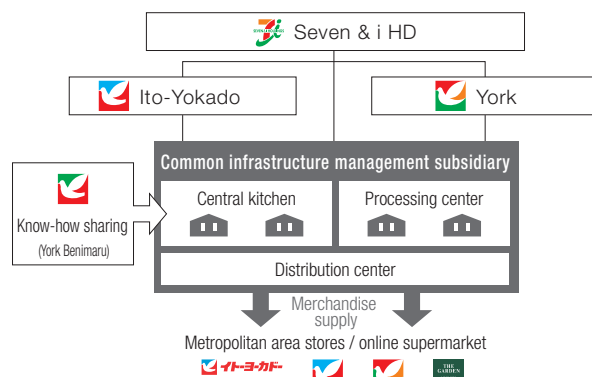 Seven & i HD
Ito-Yokado
York
Common infrastructure management subsidiary
Central kitchen
Processing center
Know-how sharing
(York Benimaru)
Distribution center
Merchandise
supply
Metropolitan area stores / online supermarket
イトーヨーカドー
THE
GARDEN